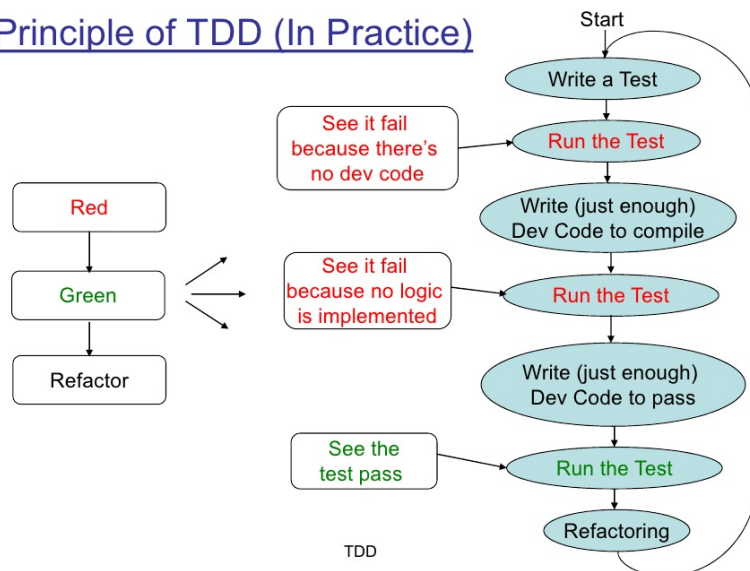 Principle of TDD (In Practice)
Start
Write a Test
See it fail
because there's
no dev code
Run the Test
Red
Write (just enough)
Dev Code to compile
Green
See it fail
because no logic
is implemented
Run the Test
Refactor
Write (just enough)
Dev Code to pass
See the
test pass
Run the Test
Refactoring
TDD